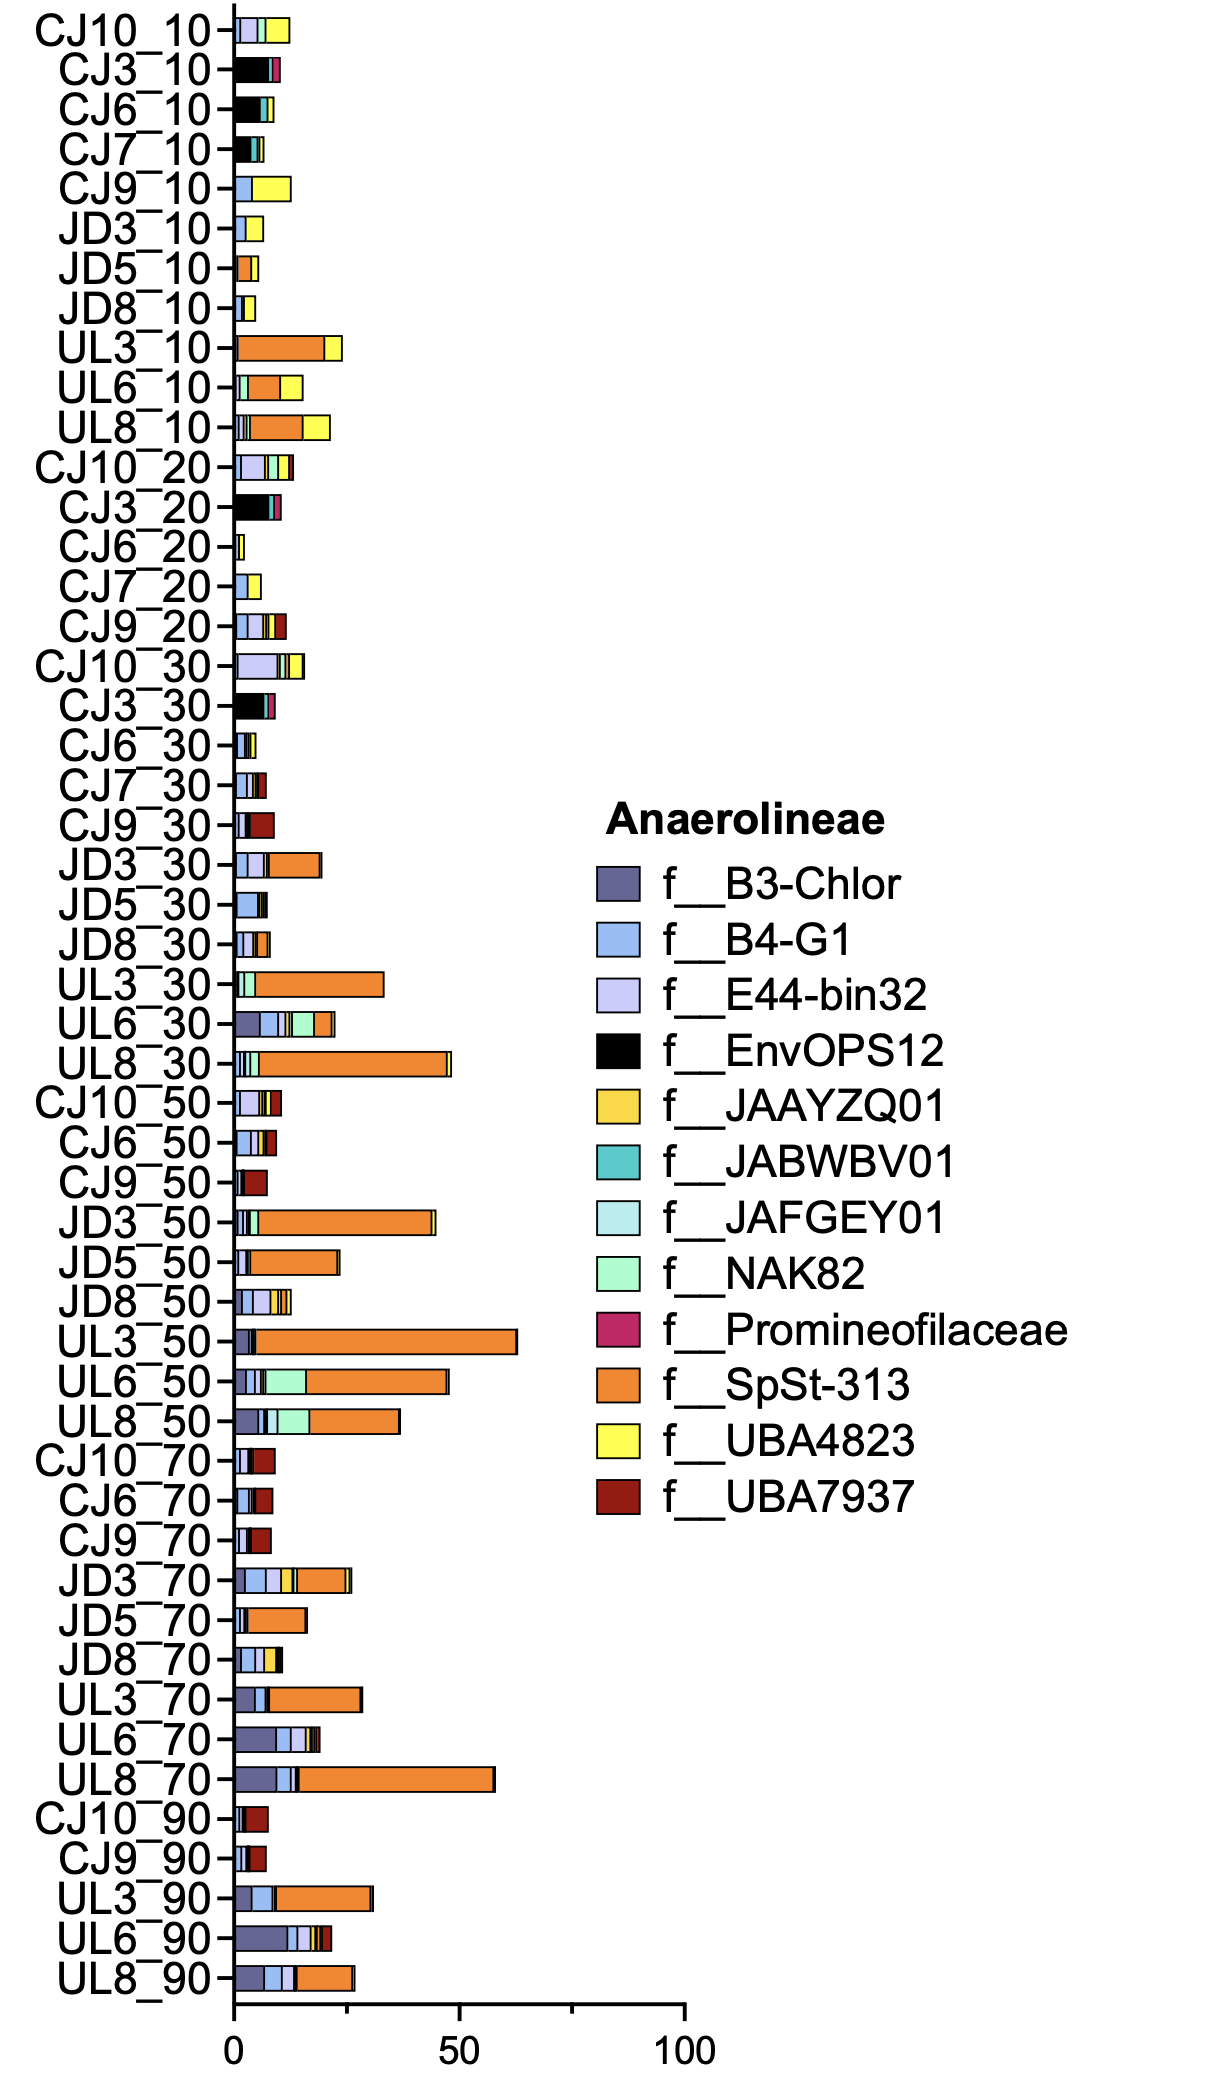 CJ10_10
CJ3_10
CJ6_10
CJ7_10
CJ9_10
JD3_10
JD5_10
JD8_10
UL3_10
UL6_10
UL8_10
CJ10_20
CJ3_20
CJ6_20
CJ7_20
CJ9_20
CJ10_30
CJ3_30
CJ6_30
CJ7_30
CJ9_30
JD3_30
JD5_30
JD8_30
UL3_30
UL6_30
UL8_30
CJ10_50
CJ6_50
CJ9_50
JD3_50
JD5_50
JD8_50
UL3_50
UL6_50
UL8_50
CJ10_70
CJ6_70
CJ9_70
JD3_70
JD5_70
JD8_70
UL3_70
UL6_70
UL8_70
CJ10_90
CJ9_90
UL3_90
UL6_90
UL8_90
0 50 100
Anaerolineae
f__B3-Chlor
f__B4-G1
f__E44-bin32
f__EnvOPS12
f__JAAYZQ01
f__JABWBV01
f__JAFGEY01
f__NAK82
f__Promineofilaceae
f__SpSt-313
f__UBA4823
f__UBA7937